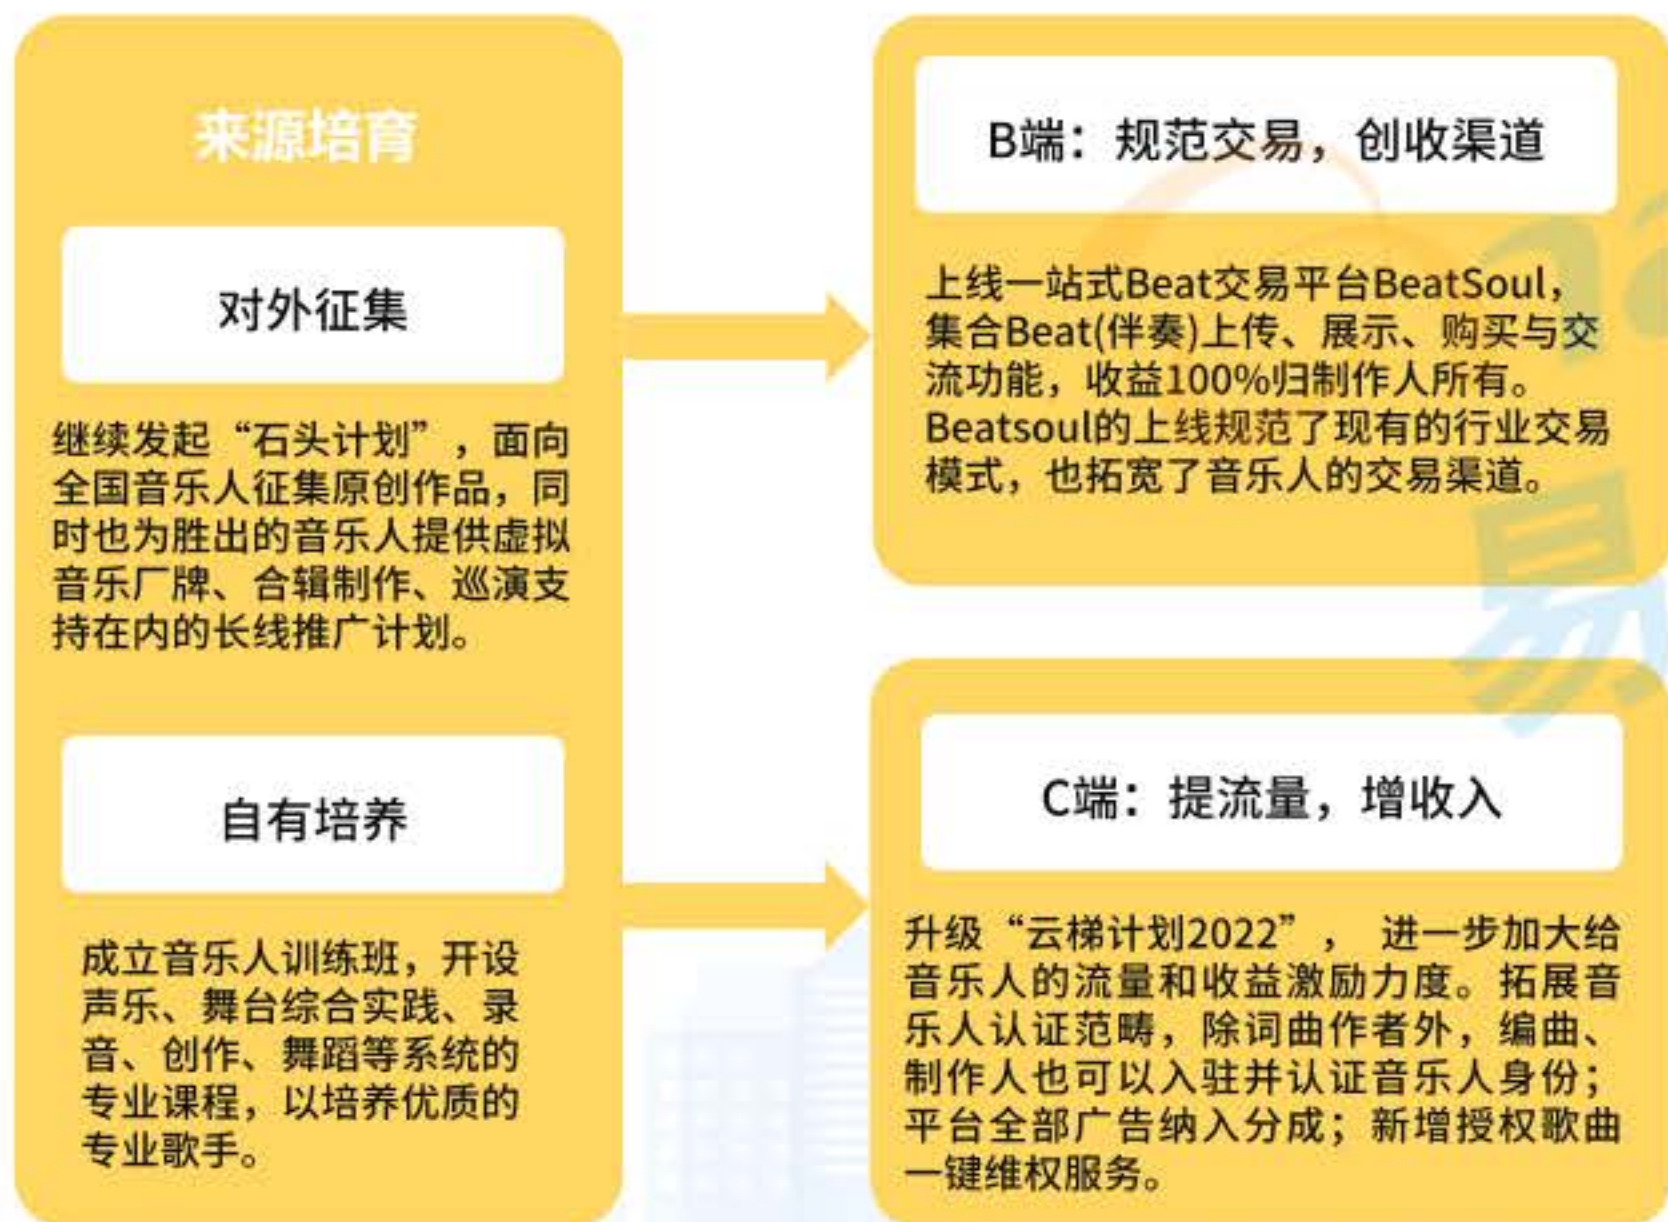 来源培育
对外征集
继续发起“石头计划”，面向
全国音乐人征集原创作品，同
时也为胜出的音乐人提供虚拟
音乐厂牌、合辑制作、巡演支
持在内的长线推广计划。
自有培养
成立音乐人训练班，开设
声乐、舞台综合实践、录
音、创作、舞蹈等系统的
专业课程，以培养优质的
专业歌手。
B端：规范交易，创收渠道
上线一站式Beat交易平台BeatSoul，
集合Beat(伴奏)上传、展示、购买与交
流功能，收益100%归制作人所有。
Beatsoul的上线规范了现有的行业交易
模式，也拓宽了音乐人的交易渠道。
C端：提流量，增收入
升级“云梯计划2022”， 进一步加大给
音乐人的流量和收益激励力度。拓展音
乐人认证范畴，除词曲作者外，编曲、
制作人也可以入驻并认证音乐人身份；
平台全部广告纳入分成；新增授权歌曲
一键维权服务。
易